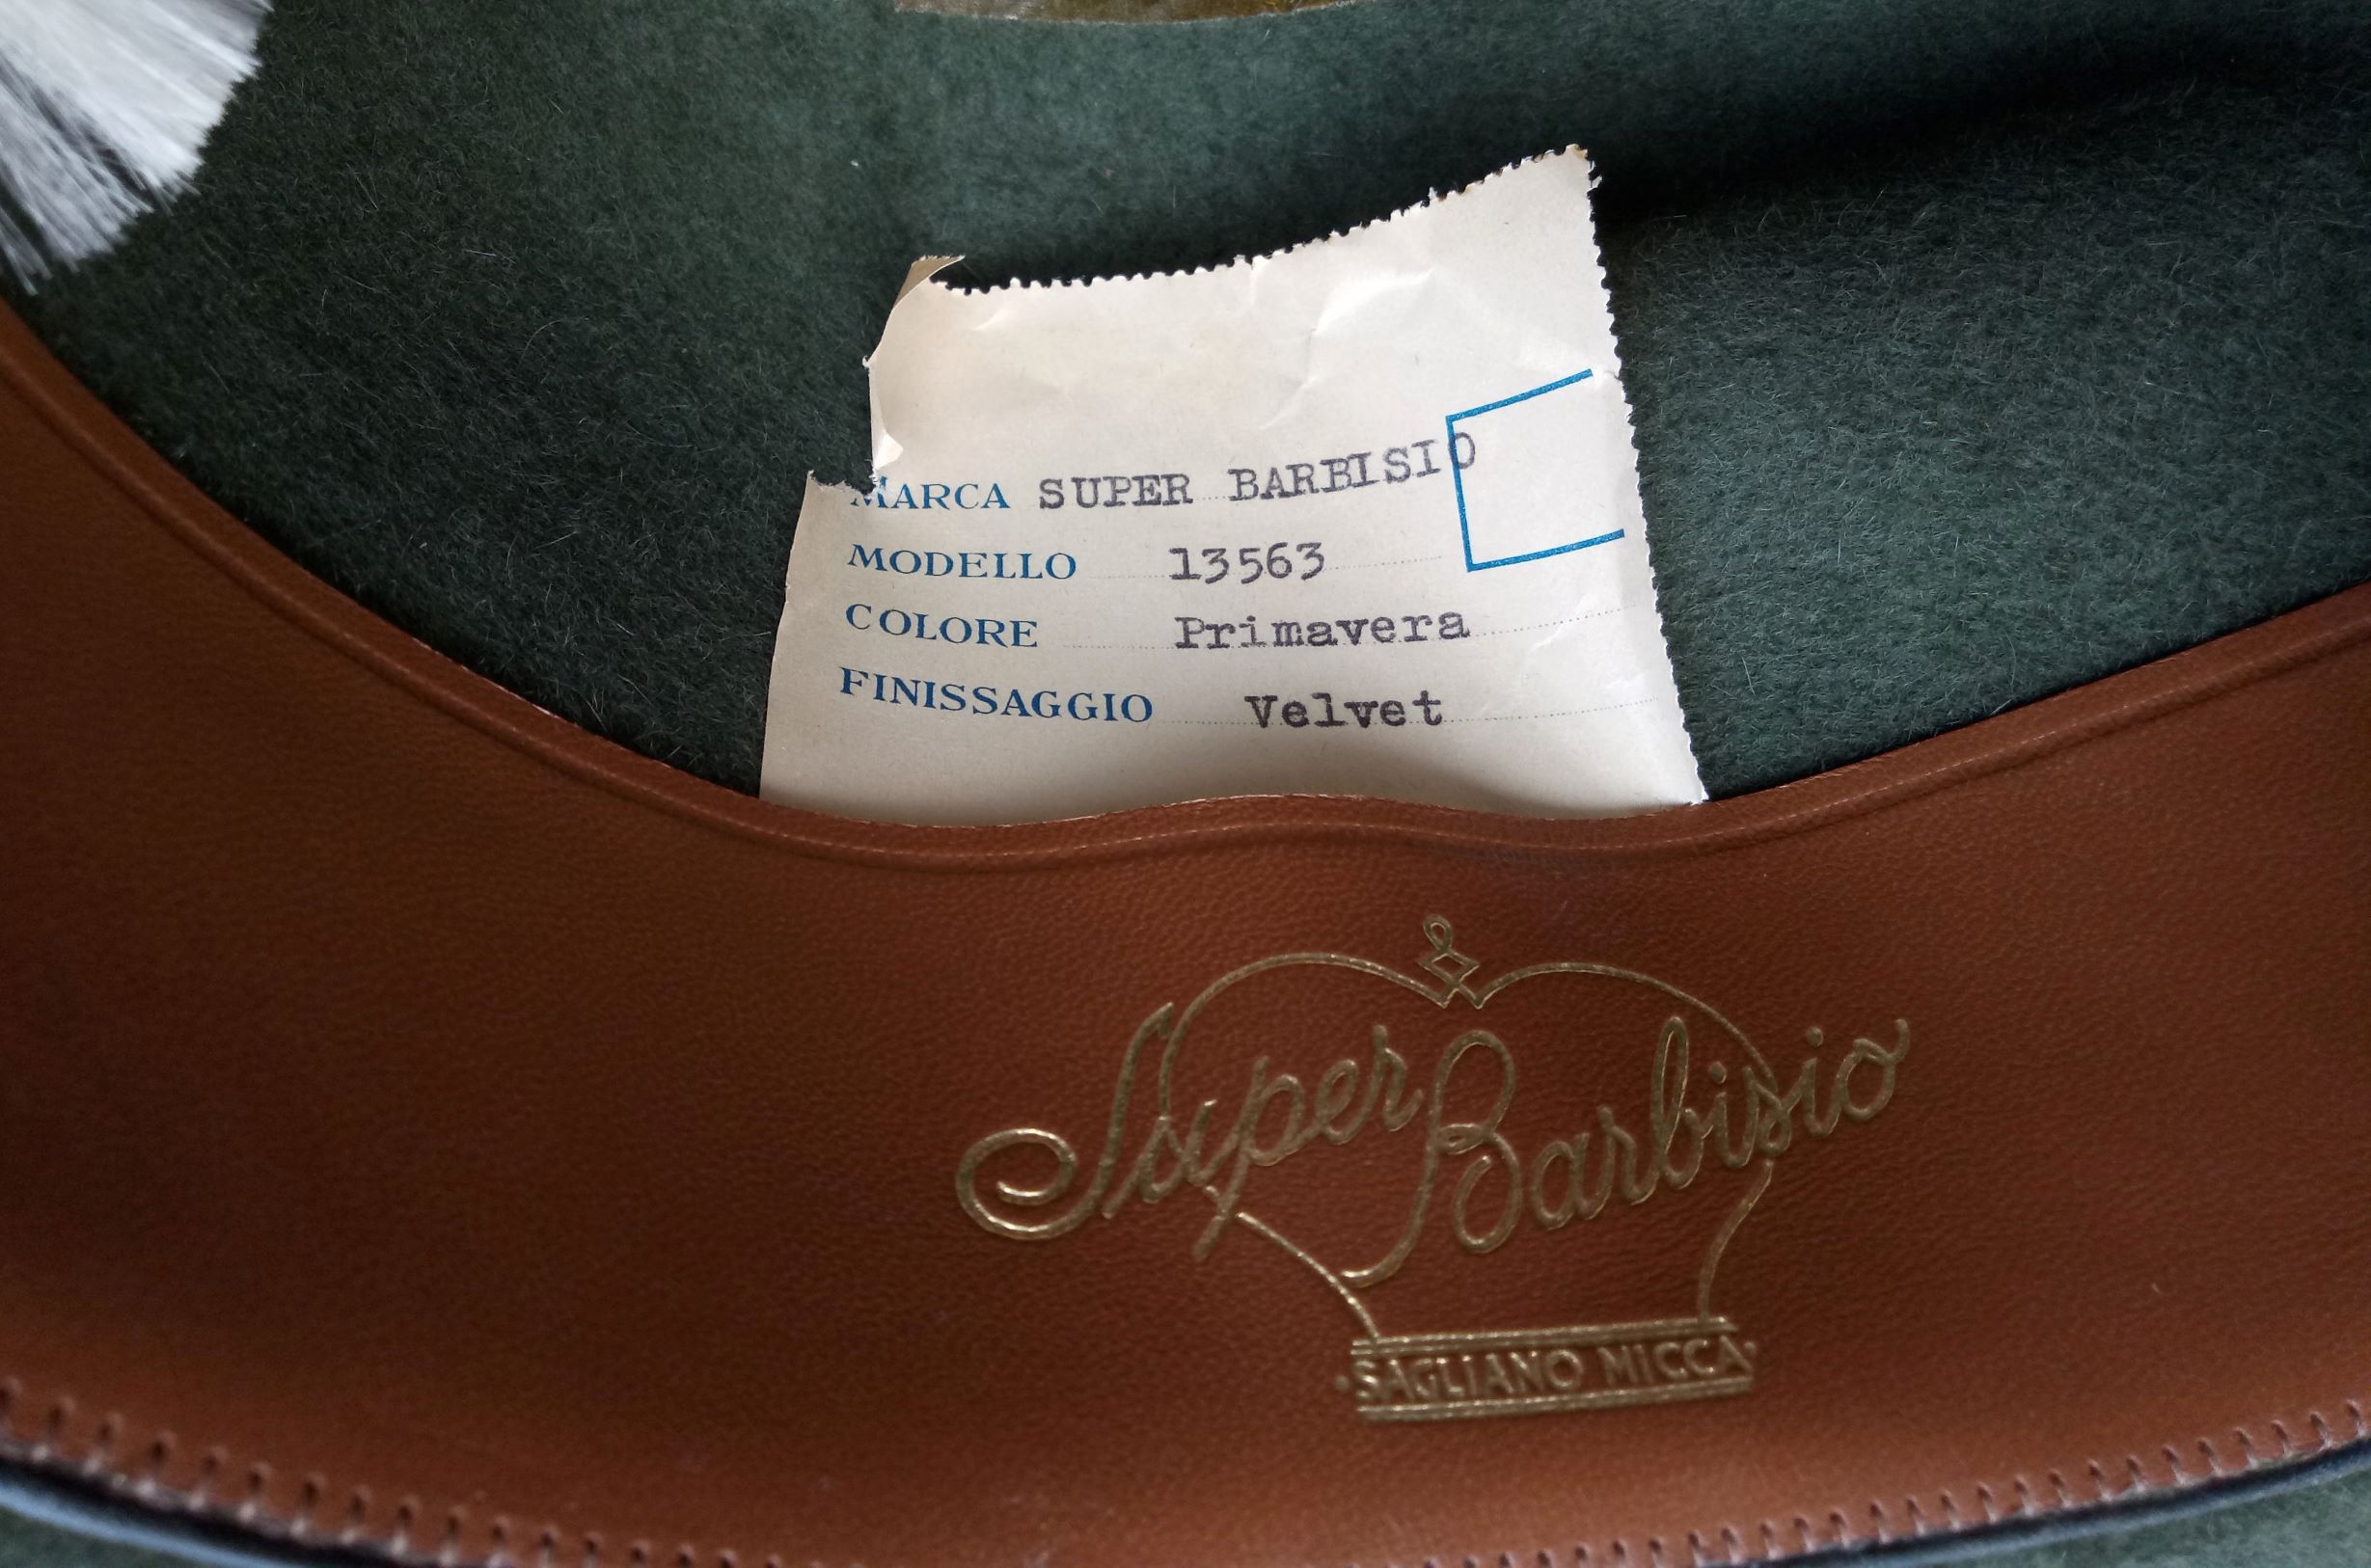 MARCA SUPER BARBISIO
MODELLO 13563
COLORE Primavera
FINISSAGGIO Velvet
Super Barbisio
SAGLIANO MICCA